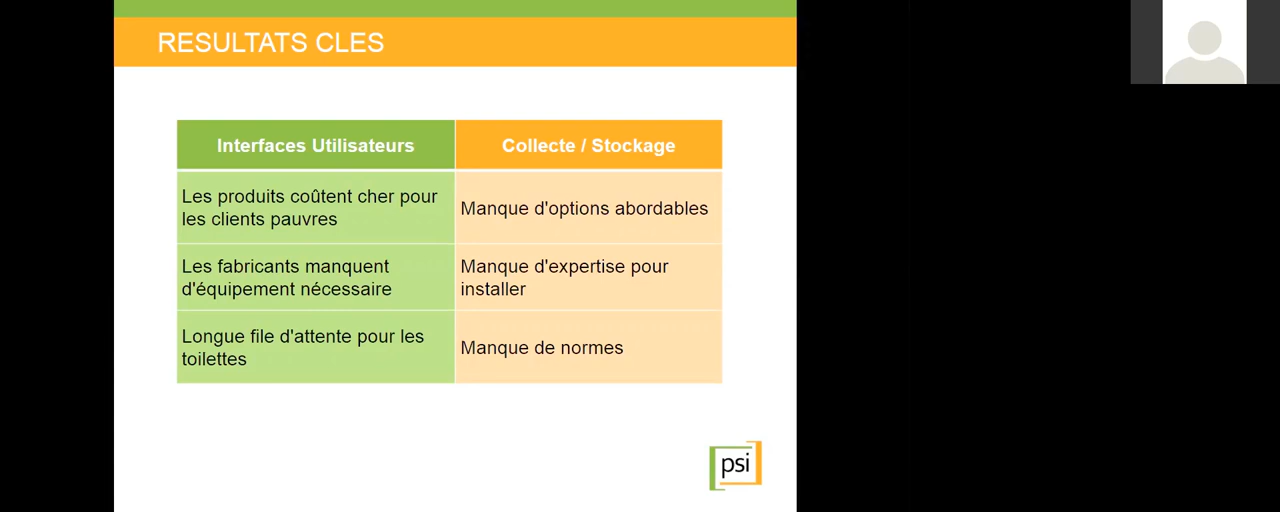 RESULTATS CLES
Interfaces Utilisateurs
Collecte / Stockage
Les produits coûtent cher pour
les clients pauvres
Manque d'options abordables
Les fabricants manquent
d'équipement nécessaire
Manque d'expertise pour
installer
Longue file d'attente pour les
toilettes
Manque de normes
psi